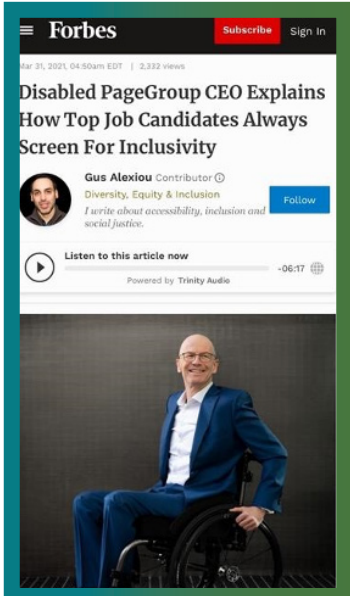 Forbes
Subscribe
Sign In
Mar 31, 2021, 04:50am EDT | 2,332 views
Disabled PageGroup CEO Explains
How Top Job Candidates Always
Screen For Inclusivity
Gus Alexiou Contributor
Diversity, Equity & Inclusion
I write about accessibility, inclusion and
social justice.
Follow
Listen to this article now
-06:17
Powered by Trinity Audio